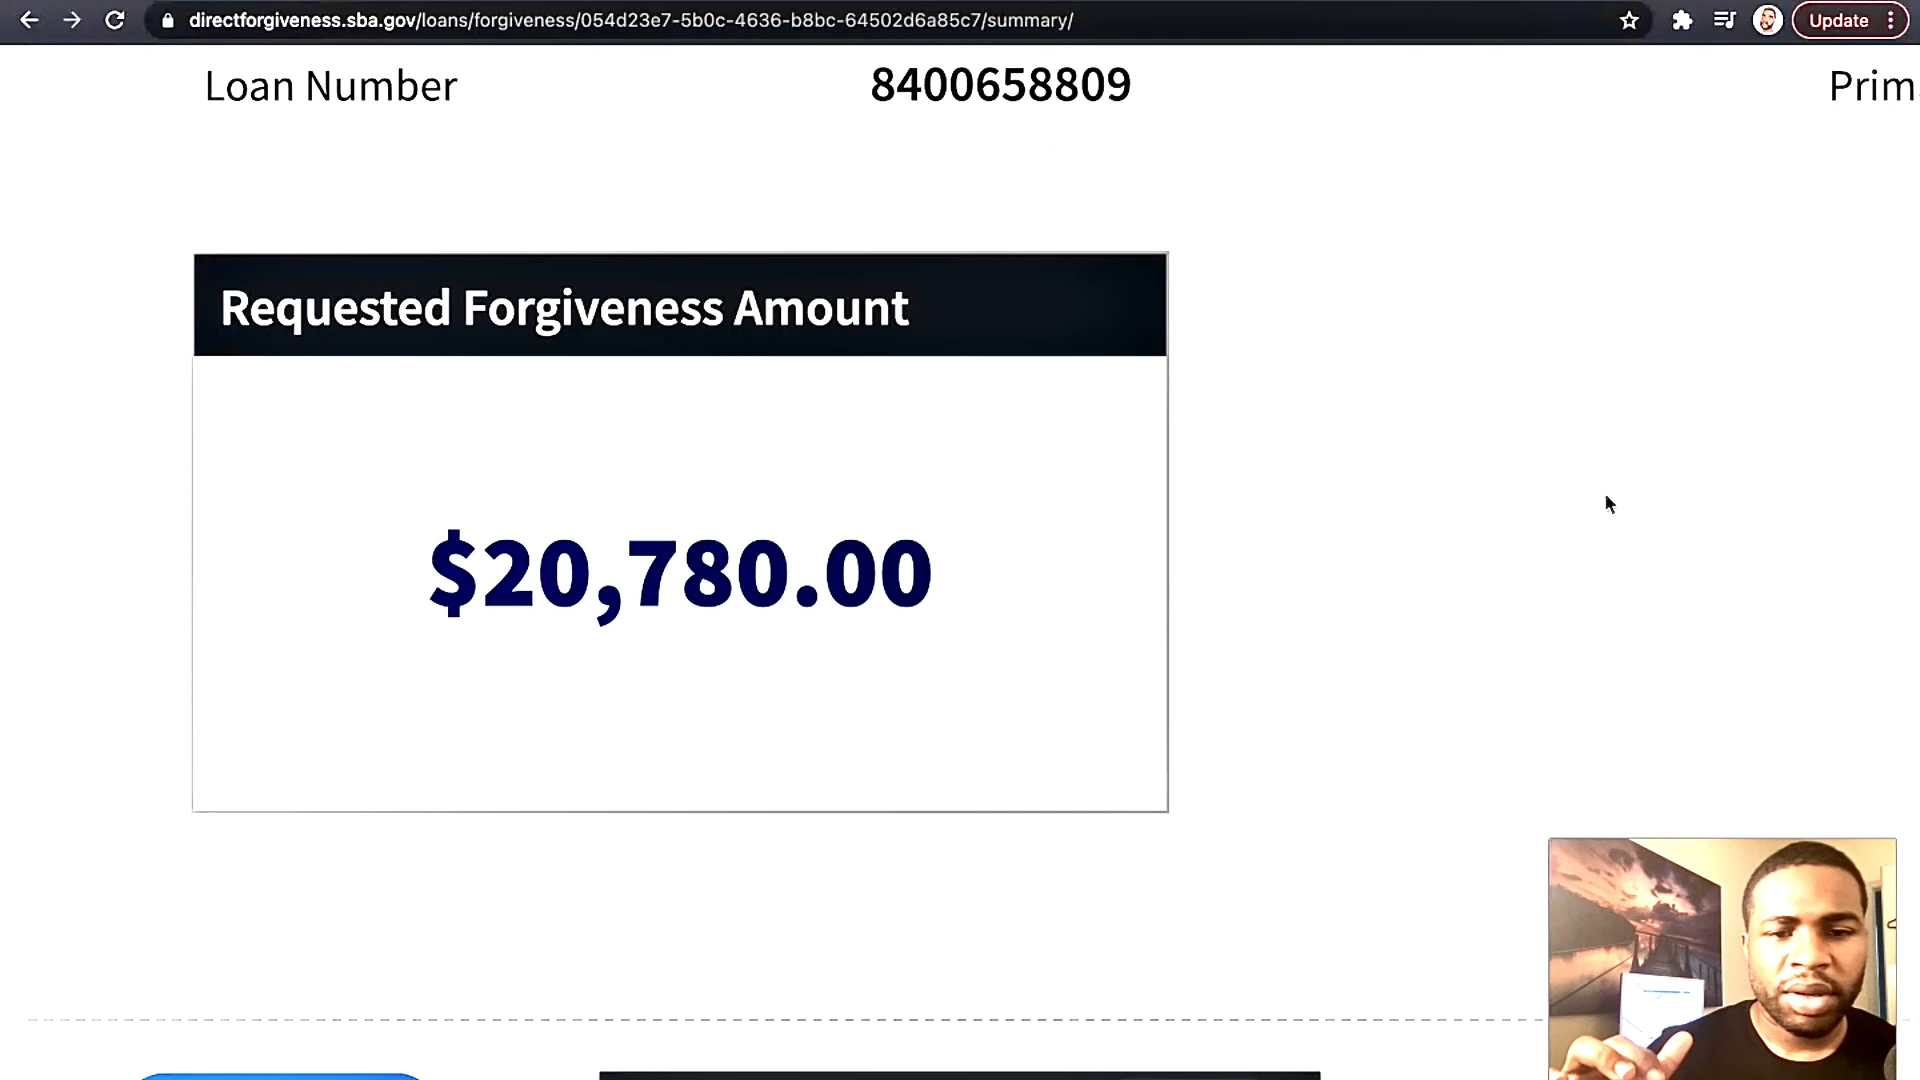 directforgiveness.sba.gov/loans/forgiveness/054d23e7-5b0c-4636-b8bc-64502d6a85c7/summary/
Update
Loan Number 8400658809 Prim
Requested Forgiveness Amount
$20,780.00